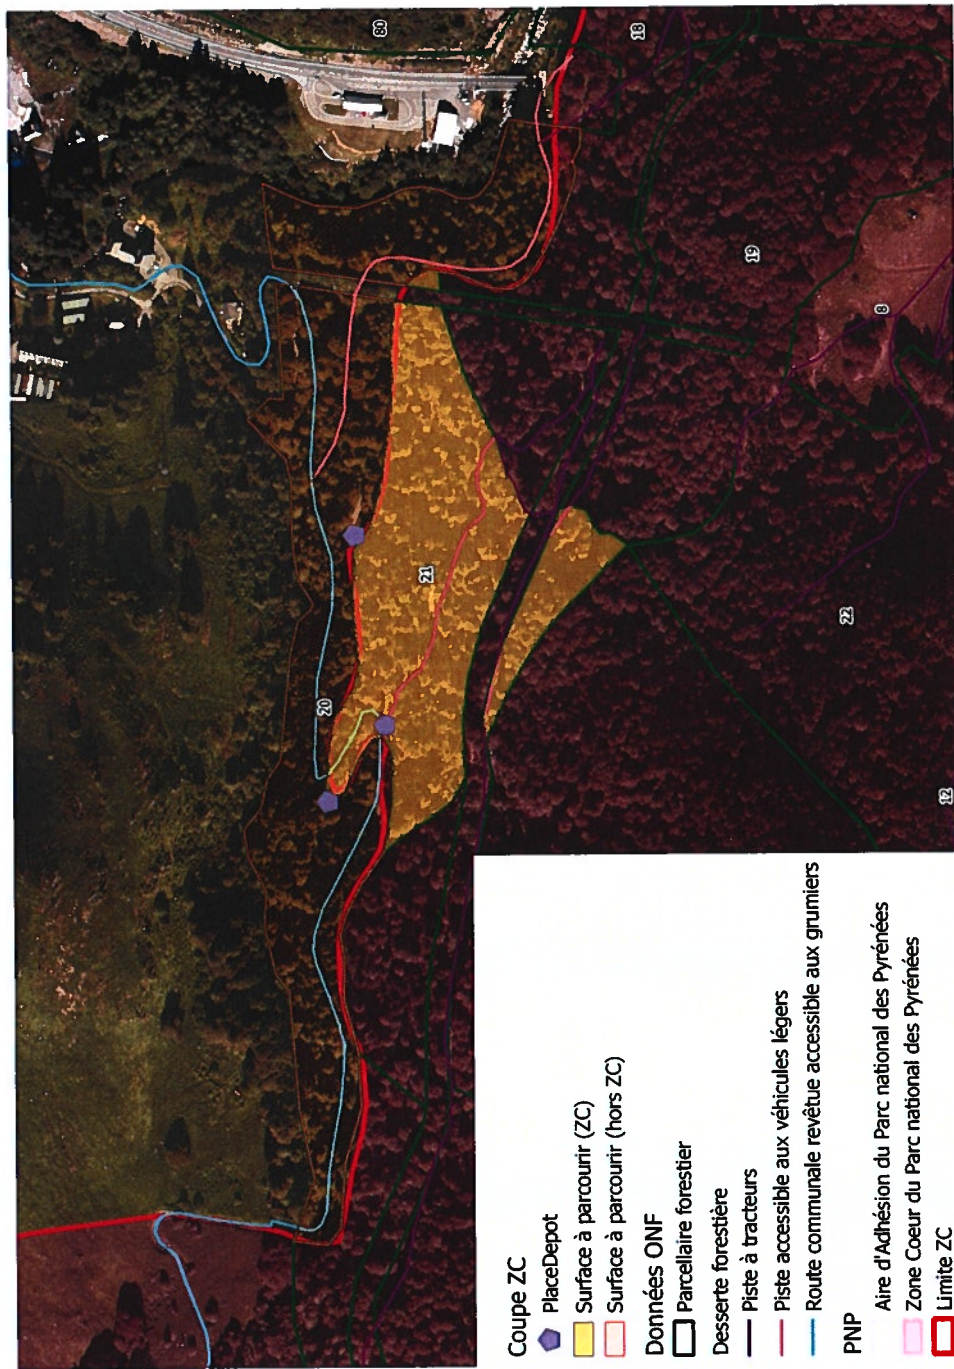 80
18
19
8
20
21
22
12
Coupe ZC
PlaceDepot
Surface à parcourir (ZC)
Surface à parcourir (hors ZC)
Données ONF
Parcellaire forestier
Desserte forestière
Piste à tracteurs
Piste accessible aux véhicules légers
Route communale revêtue accessible aux grumiers
PNP
Aire d'Adhésion du Parc national des Pyrénées
Zone Coeur du Parc national des Pyrénées
Limite ZC